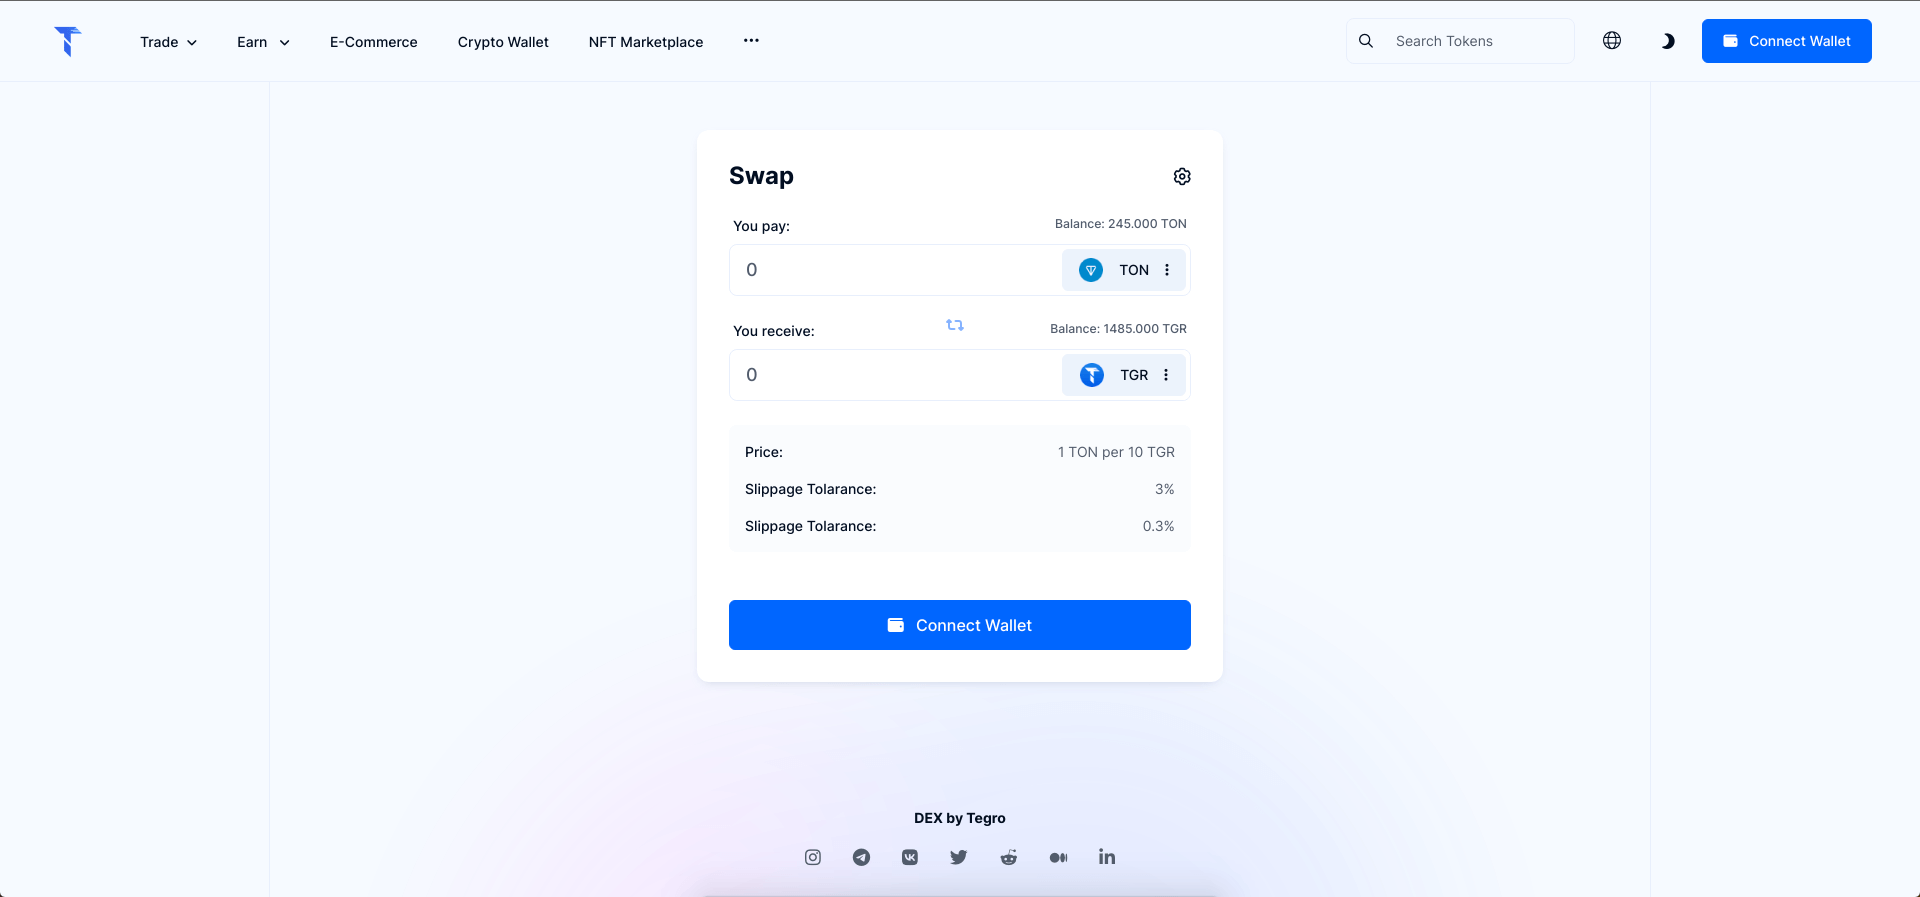 Trade Earn E-Commerce Crypto Wallet NFT Marketplace ··· Search Tokens Connect Wallet
Swap
You pay: Balance: 245.000 TON
0 TON
You receive: Balance: 1485.000 TGR
0 TGR
Price: 1 TON per 10 TGR
Slippage Tolarance: 3%
Slippage Tolarance: 0.3%
Connect Wallet
DEX by Tegro